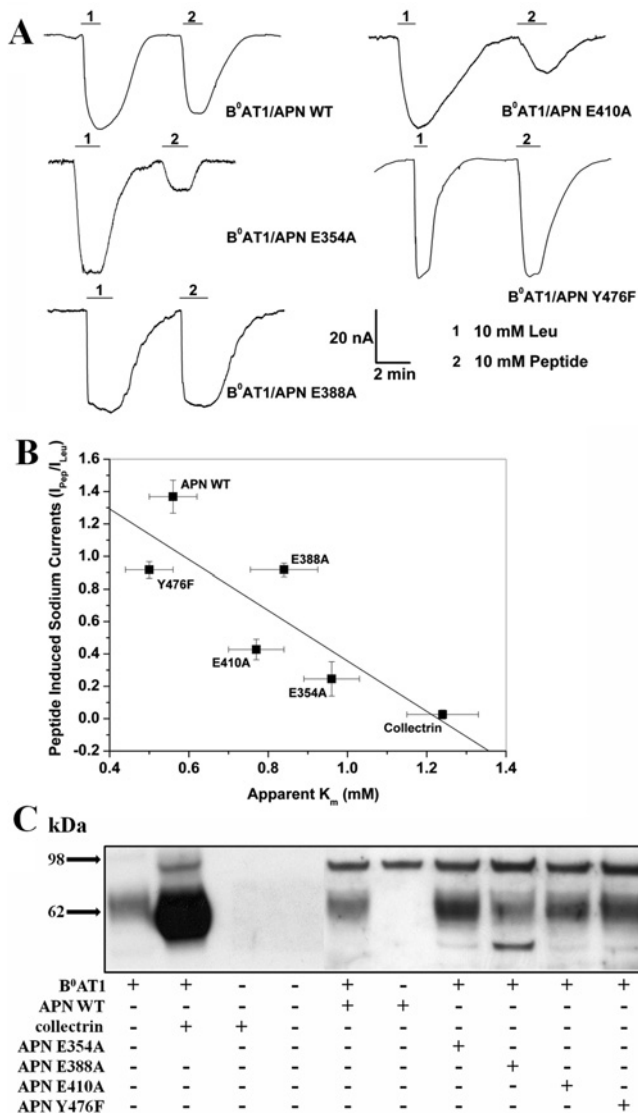 A
1 2
B⁰AT1/APN WT
1 2
B⁰AT1/APN E410A
1 2
B⁰AT1/APN E354A
1 2
B⁰AT1/APN Y476F
1 2
B⁰AT1/APN E388A
20 nA
2 min
1 10 mM Leu
2 10 mM Peptide
B
Peptide Induced Sodium Currents (I_Pep/I_Leu)
1.6
1.4
1.2
1.0
0.8
0.6
0.4
0.2
0.0
-0.2
APN WT
E388A
Y476F
E410A
E354A
Collectrin
0.4 0.6 0.8 1.0 1.2 1.4
Apparent K_m (mM)
C kDa
98
62
B⁰AT1 + + - - + - + + + +
APN WT - - - - + + - - - -
collectrin - + + - - - - - - -
APN E354A - - - - - - + - - -
APN E388A - - - - - - - + - -
APN E410A - - - - - - - - + -
APN Y476F - - - - - - - - - +